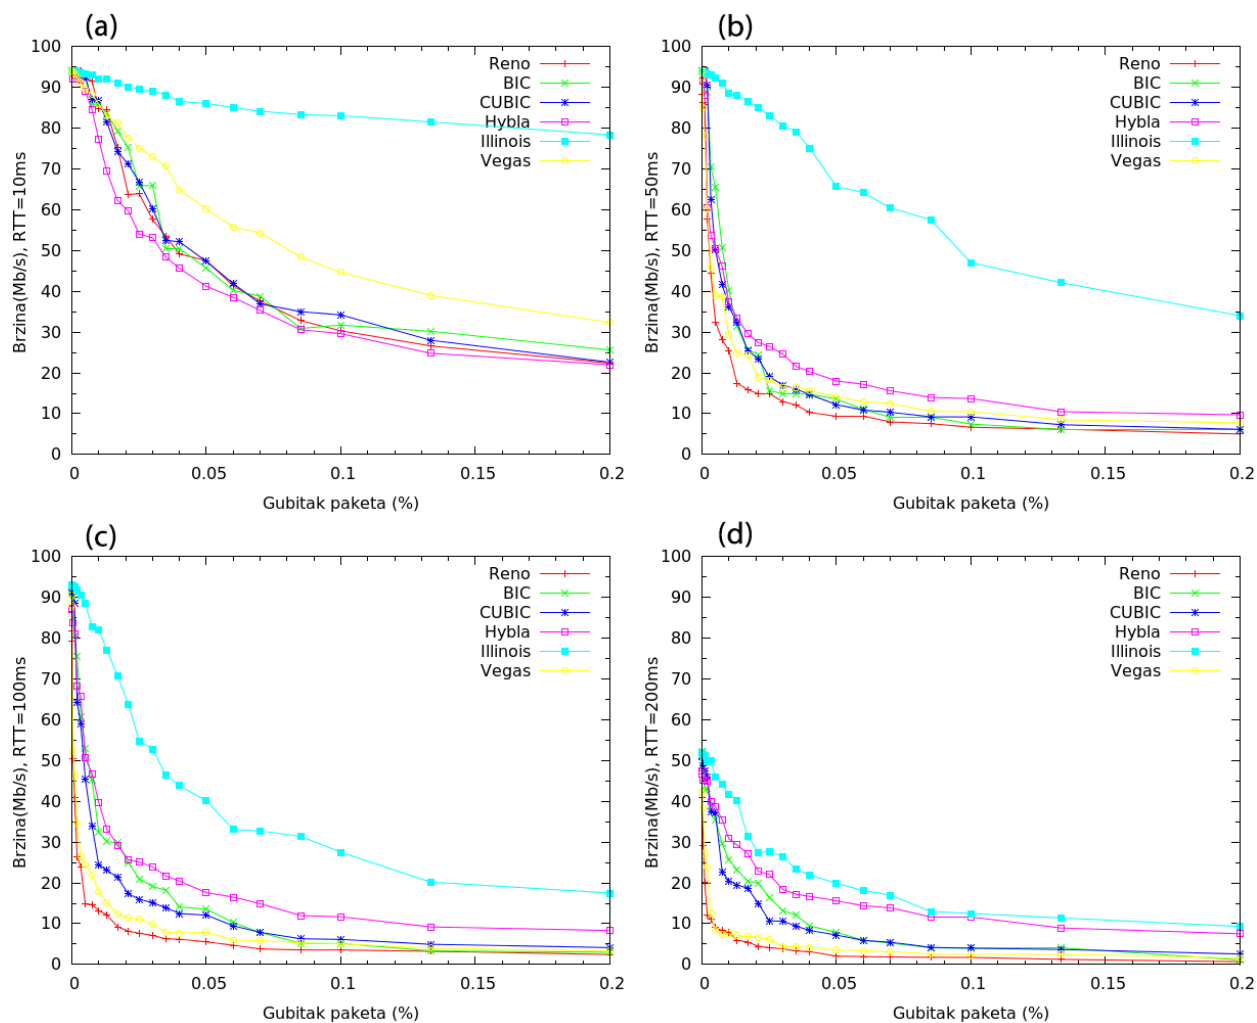 (a)
100
90
80
70
60
50
40
30
20
10
0
Brzina(Mb/s), RTT=10ms
Reno
BIC
CUBIC
Hybla
Illinois
Vegas
0 0.05 0.1 0.15 0.2
Gubitak paketa (%)
(b)
100
90
80
70
60
50
40
30
20
10
0
Brzina(Mb/s), RTT=50ms
Reno
BIC
CUBIC
Hybla
Illinois
Vegas
0 0.05 0.1 0.15 0.2
Gubitak paketa (%)
(c)
100
90
80
70
60
50
40
30
20
10
0
Brzina(Mb/s), RTT=100ms
Reno
BIC
CUBIC
Hybla
Illinois
Vegas
0 0.05 0.1 0.15 0.2
Gubitak paketa (%)
(d)
100
90
80
70
60
50
40
30
20
10
0
Brzina(Mb/s), RTT=200ms
Reno
BIC
CUBIC
Hybla
Illinois
Vegas
0 0.05 0.1 0.15 0.2
Gubitak paketa (%)